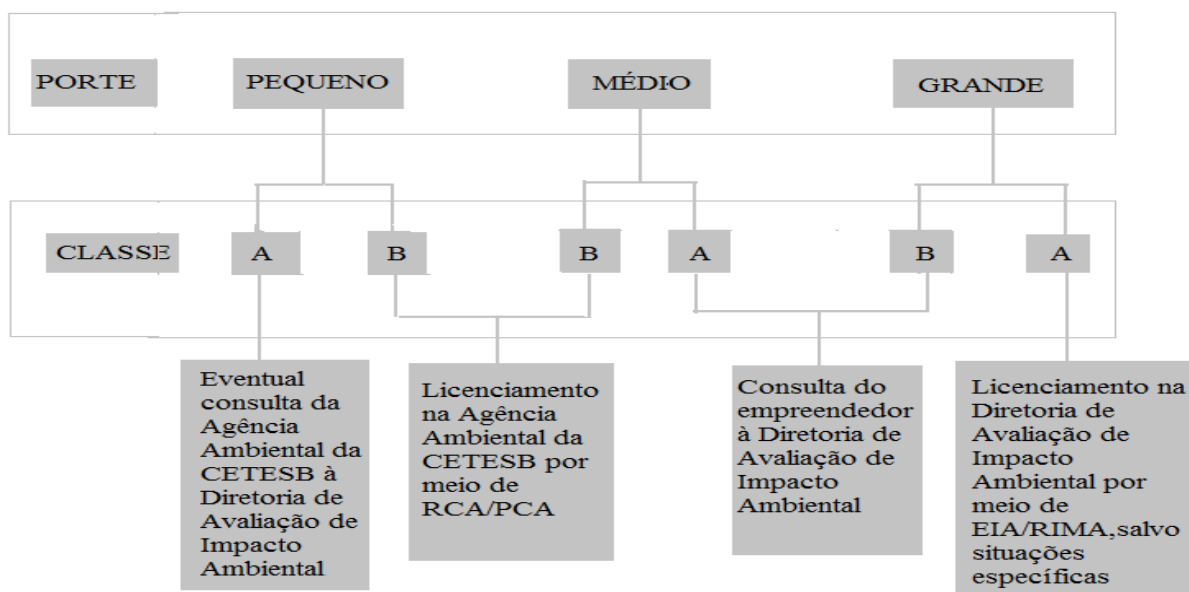 PORTE
PEQUENO
MÉDIO
GRANDE
CLASSE
A
B
B
A
B
A
Eventual
consulta da
Agência
Ambiental da
CETESB à
Diretoria de
Avaliação de
Impacto
Ambiental
Licenciamento
na Agência
Ambiental da
CETESB por
meio de
RCA/PCA
Consulta do
empreendedor
à Diretoria de
Avaliação de
Impacto
Ambiental
Licenciamento na
Diretoria de
Avaliação de
Impacto
Ambiental por
meio de
EIA/RIMA,salvo
situações
específicas